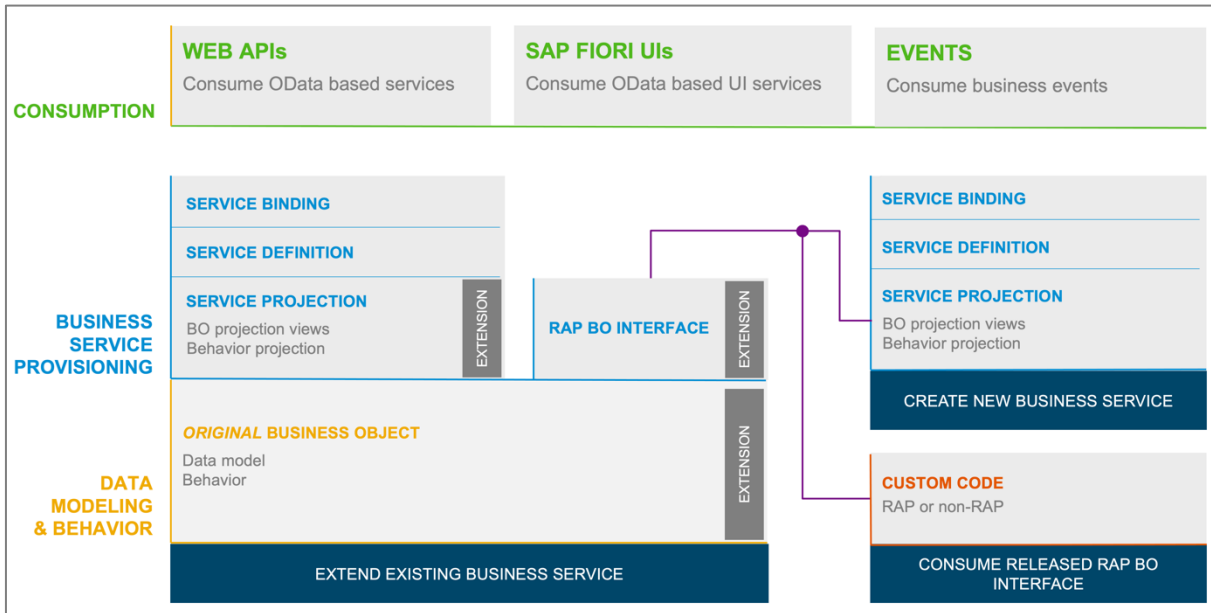 WEB APIs
Consume OData based services
SAP FIORI UIs
Consume OData based UI services
EVENTS
Consume business events
CONSUMPTION
SERVICE BINDING
SERVICE DEFINITION
SERVICE PROJECTION
BO projection views
Behavior projection
EXTENSION
RAP BO INTERFACE
EXTENSION
SERVICE BINDING
SERVICE DEFINITION
SERVICE PROJECTION
BO projection views
Behavior projection
CREATE NEW BUSINESS SERVICE
BUSINESS
SERVICE
PROVISIONING
ORIGINAL BUSINESS OBJECT
Data model
Behavior
EXTENSION
DATA
MODELING
& BEHAVIOR
CUSTOM CODE
RAP or non-RAP
EXTEND EXISTING BUSINESS SERVICE
CONSUME RELEASED RAP BO
INTERFACE